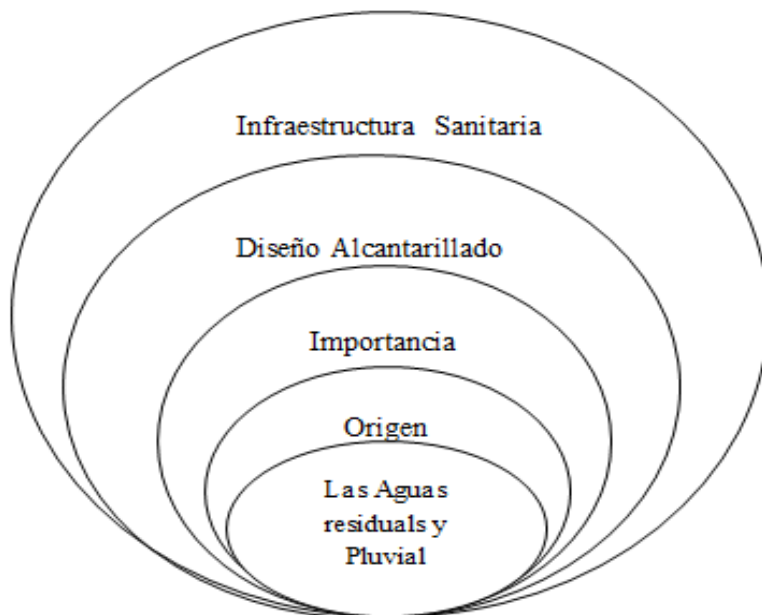 Infraestructura Sanitaria
Diseño Alcantarillado
Importancia
Origen
Las Aguas
residuals y
Pluvial